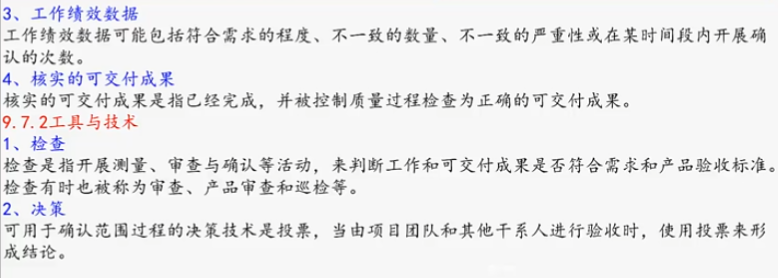 3、工作绩效数据
工作绩效数据可能包括符合需求的程度、不一致的数量、不一致的严重性或在某时间段内开展确
认的次数。
4、核实的可交付成果
核实的可交付成果是指已经完成，并被控制质量过程检查为正确的可交付成果。
9.7.2工具与技术
1、检查
检查是指开展测量、审查与确认等活动，来判断工作和可交付成果是否符合需求和产品验收标准。
检查有时也被称为审查、产品审查和巡检等。
2、决策
可用于确认范围过程的决策技术是投票，当由项目团队和其他干系人进行验收时，使用投票来形
成结论。